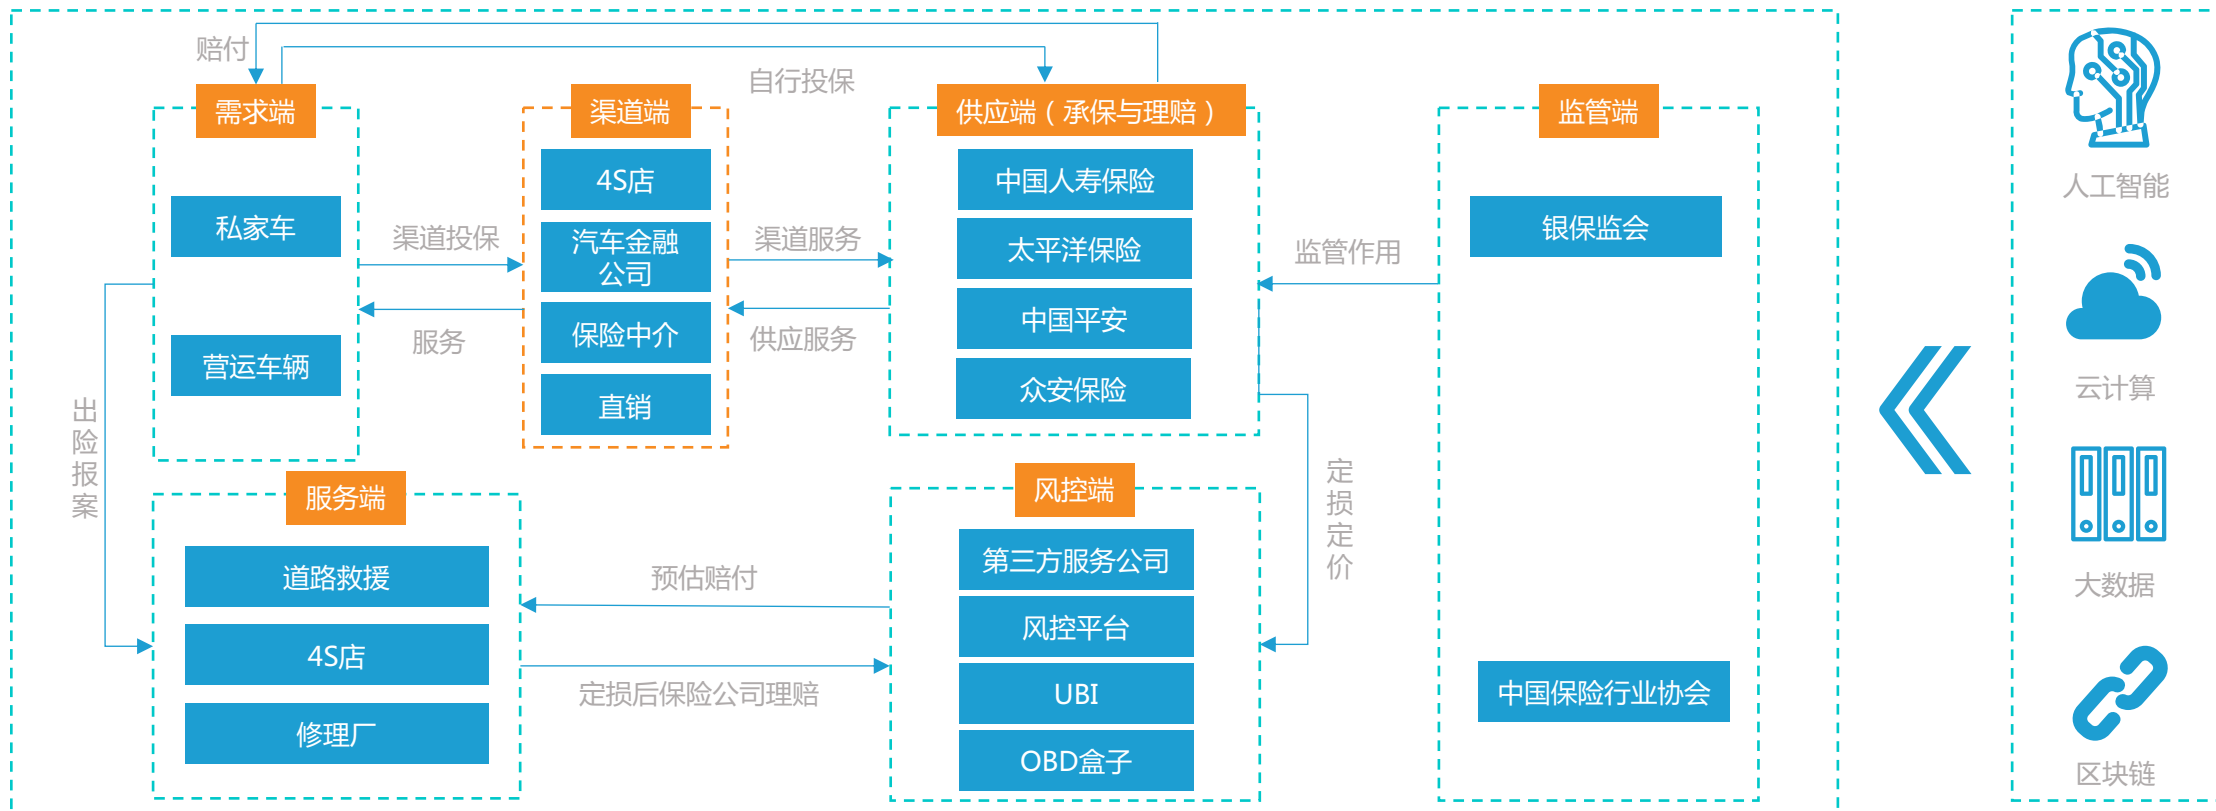 赔付
自行投保
需求端
私家车
营运车辆
渠道投保
服务
渠道端
4S店
汽车金融
公司
保险中介
直销
渠道服务
供应服务
供应端（承保与理赔）
中国人寿保险
太平洋保险
中国平安
众安保险
监管作用
监管端
银保监会
中国保险行业协会
出险报案
服务端
道路救援
4S店
修理厂
预估赔付
定损后保险公司理赔
风控端
第三方服务公司
风控平台
UBI
OBD盒子
定损定价
人工智能
云计算
大数据
区块链